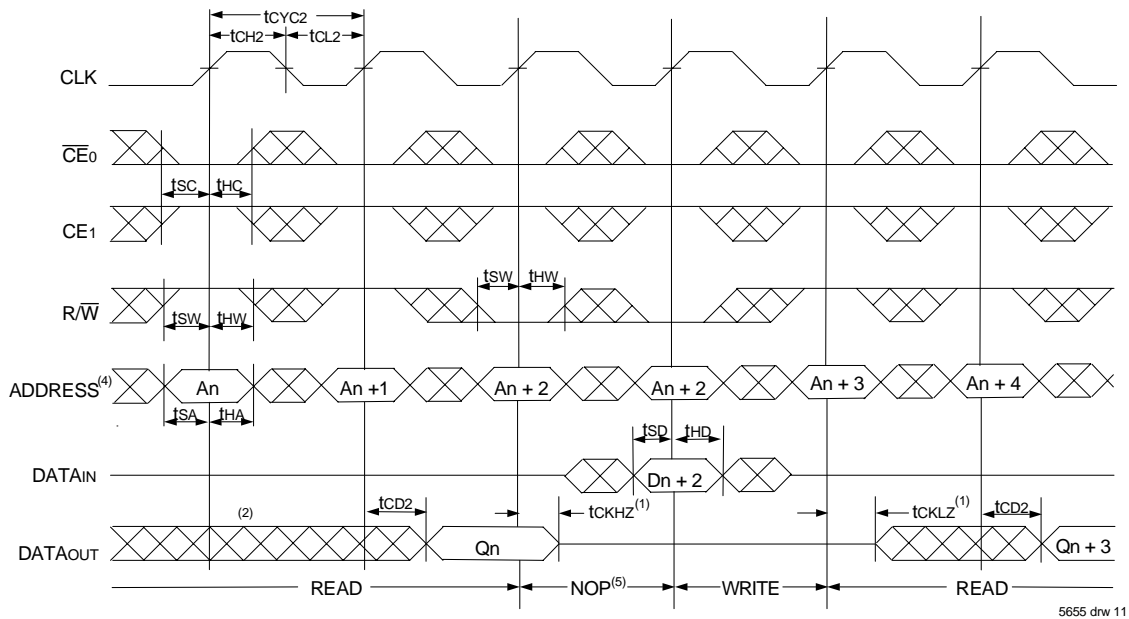 tCYC2
tCH2 tCL2
CLK
CE0
tSC tHC
CE1
tSW tHW
R/W
tSW tHW
ADDRESS(4) An An +1 An + 2 An + 2 An + 3 An + 4
tSA tHA
tSD tHD
DATAIN Dn + 2
tCD2 tCKHZ(1) tCKLZ(1) tCD2
(2)
DATAOUT Qn Qn + 3
READ NOP(5) WRITE READ
5655 drw 11